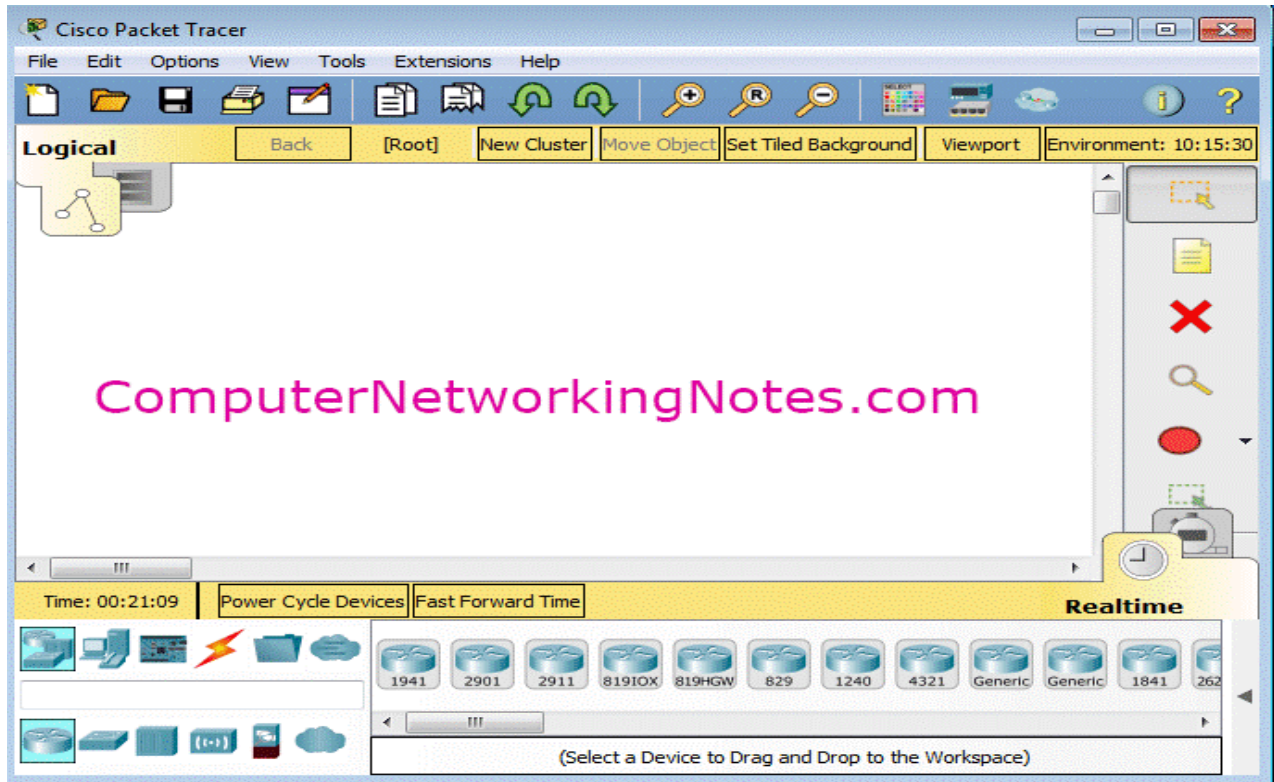 Cisco Packet Tracer
File Edit Options View Tools Extensions Help
SELECT
R
i ?
Logical Back [Root] New Cluster Move Object Set Tiled Background Viewport Environment: 10:15:30
ComputerNetworkingNotes.com
Time: 00:21:09 Power Cycle Devices Fast Forward Time Realtime
1941 2901 2911 819IOX 819HGW 829 1240 4321 Generic Generic 1841 262
(Select a Device to Drag and Drop to the Workspace)